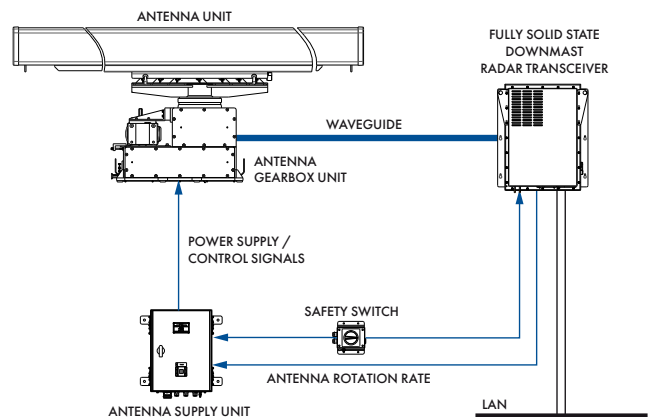 ANTENNA UNIT
FULLY SOLID STATE
DOWNMAST
RADAR TRANSCEIVER
WAVEGUIDE
ANTENNA
GEARBOX UNIT
POWER SUPPLY /
CONTROL SIGNALS
SAFETY SWITCH
ANTENNA ROTATION RATE
LAN
ANTENNA SUPPLY UNIT